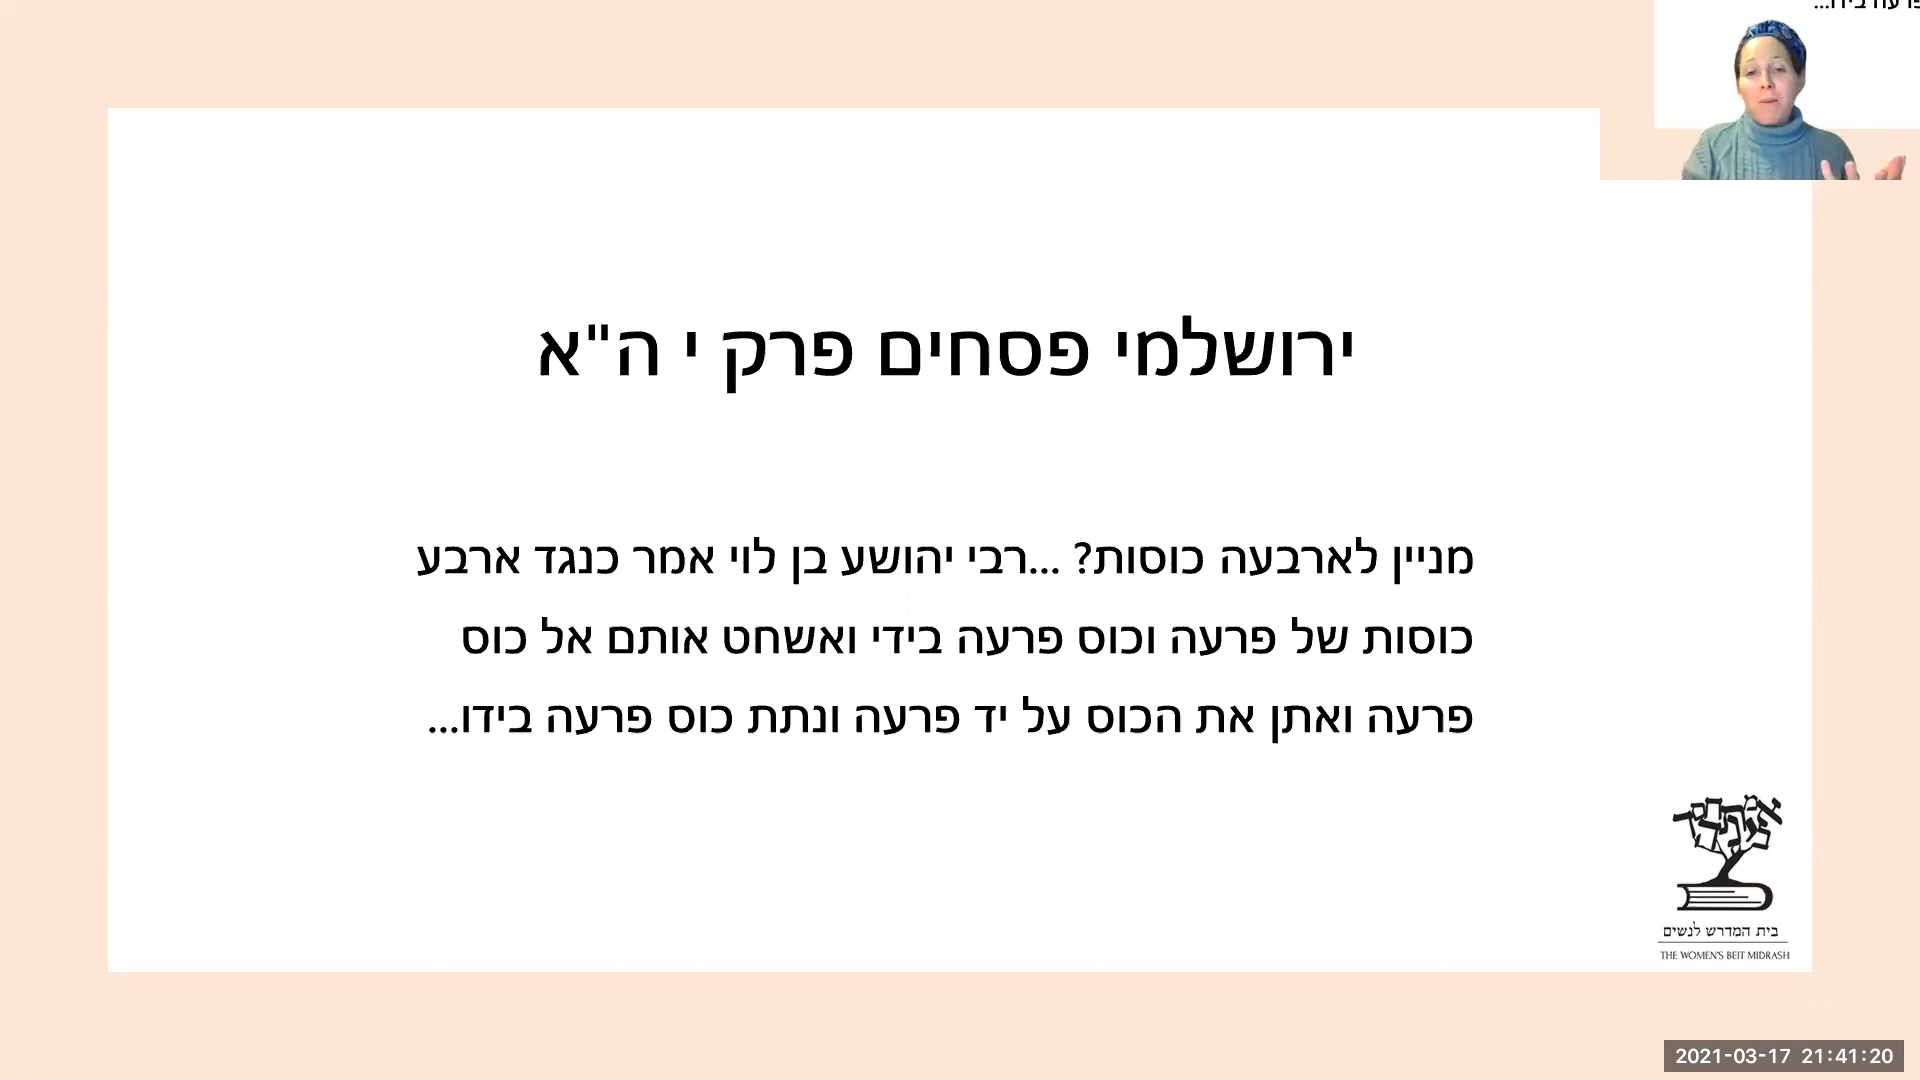 פרעה בידו...
ירושלמי פסחים פרק י ה"א
מניין לארבעה כוסות? ...רבי יהושע בן לוי אמר כנגד ארבע
כוסות של פרעה וכוס פרעה בידי ואשחט אותם אל כוס
פרעה ואתן את הכוס על יד פרעה ונתת כוס פרעה בידו...
בית המדרש לנשים
THE WOMEN'S BEIT MIDRASH
2021-03-17 21:41:20